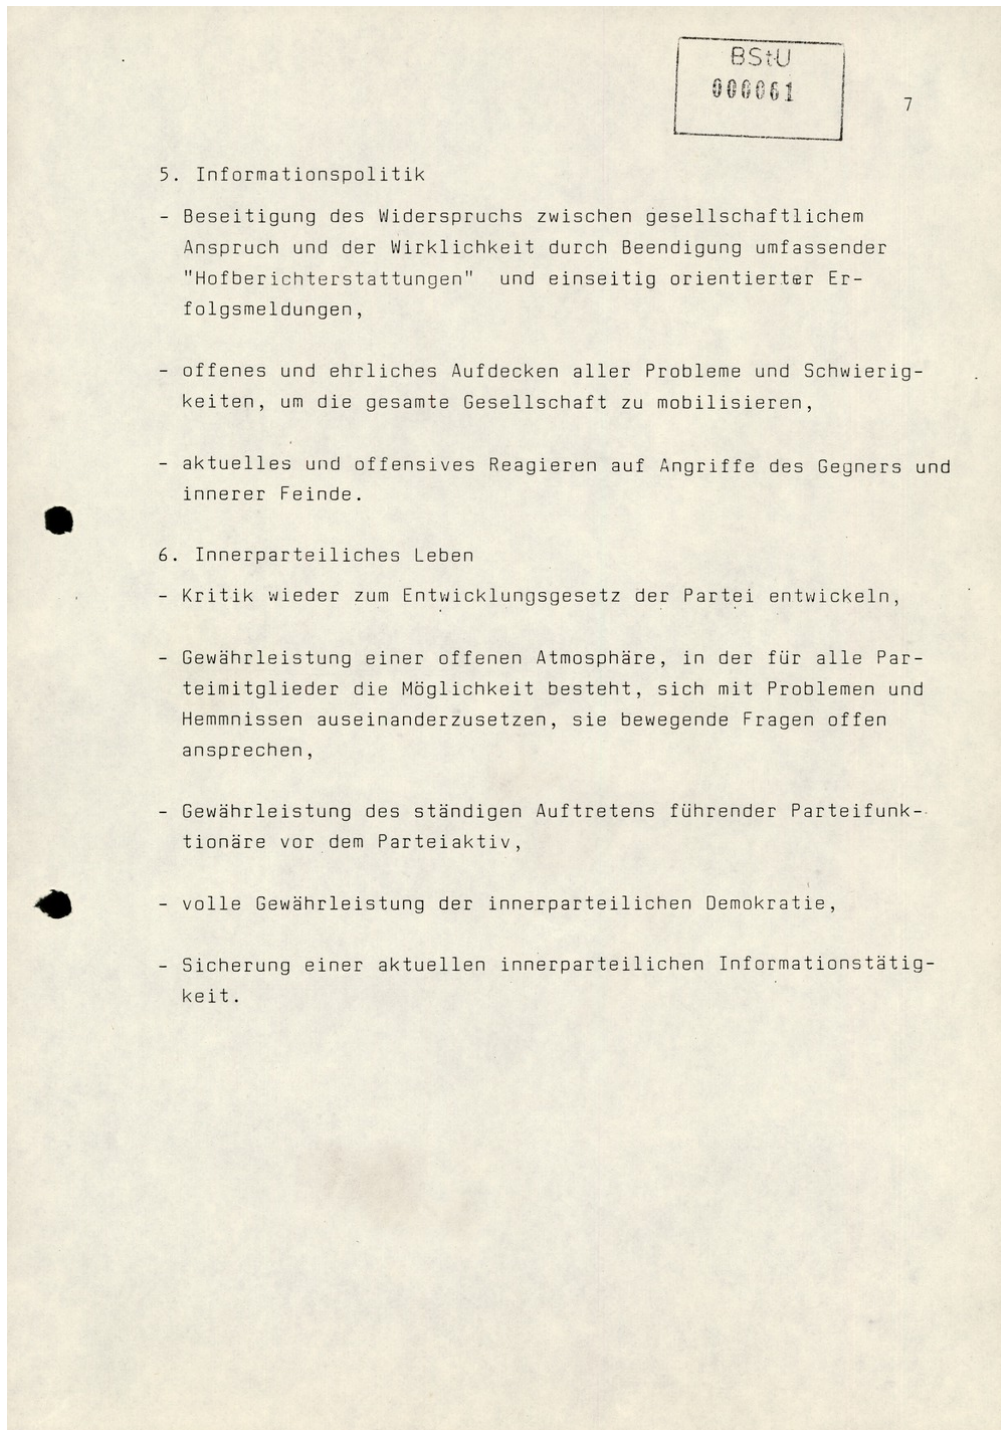 BStU
000061
7
5. Informationspolitik
- Beseitigung des Widerspruchs zwischen gesellschaftlichem
Anspruch und der Wirklichkeit durch Beendigung umfassender
"Hofberichterstattungen" und einseitig orientierter Er-
folgsmeldungen,
- offenes und ehrliches Aufdecken aller Probleme und Schwierig-
keiten, um die gesamte Gesellschaft zu mobilisieren,
- aktuelles und offensives Reagieren auf Angriffe des Gegners und
innerer Feinde.
6. Innerparteiliches Leben
- Kritik wieder zum Entwicklungsgesetz der Partei entwickeln,
- Gewährleistung einer offenen Atmosphäre, in der für alle Par-
teimitglieder die Möglichkeit besteht, sich mit Problemen und
Hemmnissen auseinanderzusetzen, sie bewegende Fragen offen
ansprechen,
- Gewährleistung des ständigen Auftretens führender Parteifunk-
tionäre vor dem Parteiaktiv,
- volle Gewährleistung der innerparteilichen Demokratie,
- Sicherung einer aktuellen innerparteilichen Informationstätig-
keit.